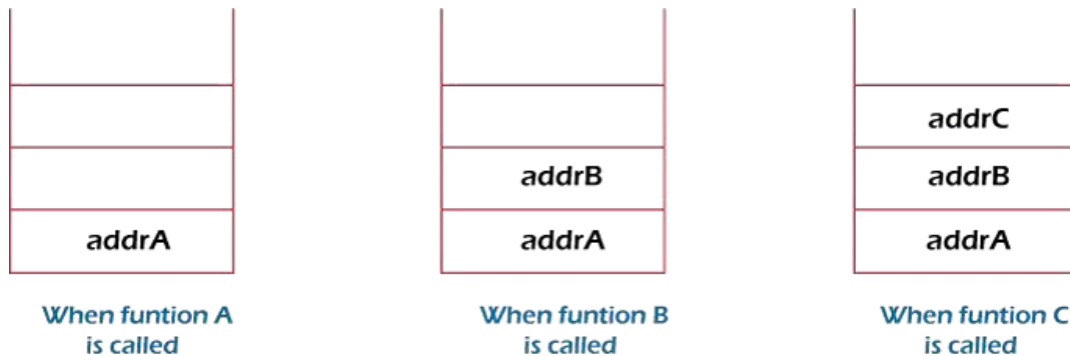 addrA
When funtion A
is called
addrB
addrA
When funtion B
is called
addrC
addrB
addrA
When funtion C
is called